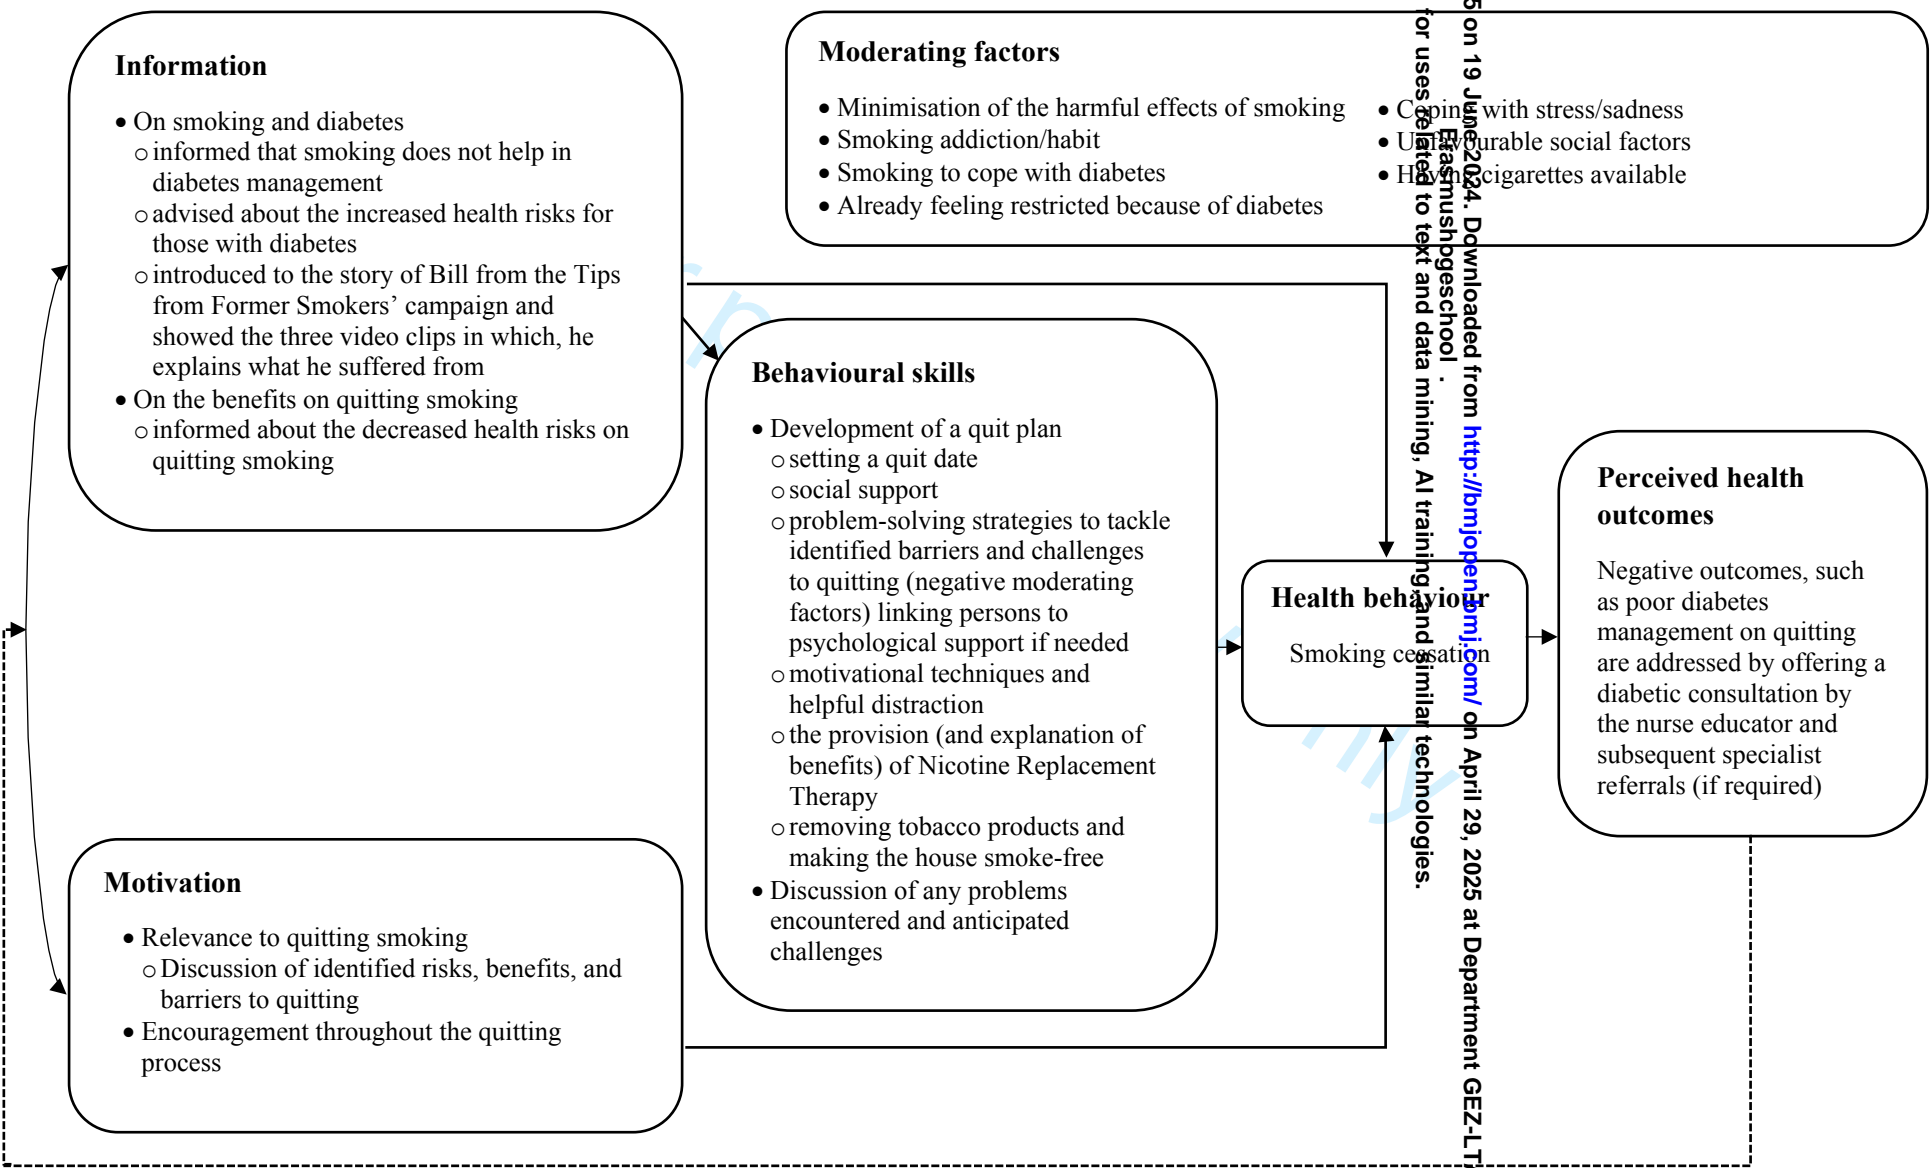 Information
• On smoking and diabetes
o informed that smoking does not help in
diabetes management
o advised about the increased health risks for
those with diabetes
o introduced to the story of Bill from the Tips
from Former Smokers’ campaign and
showed the three video clips in which, he
explains what he suffered from
• On the benefits on quitting smoking
o informed about the decreased health risks on
quitting smoking
Moderating factors
• Minimisation of the harmful effects of smoking
• Smoking addiction/habit
• Smoking to cope with diabetes
• Already feeling restricted because of diabetes
• Coping with stress/sadness
• Unfavourable social factors
• Having cigarettes available
Behavioural skills
• Development of a quit plan
o setting a quit date
o social support
o problem-solving strategies to tackle
identified barriers and challenges
to quitting (negative moderating
factors) linking persons to
psychological support if needed
o motivational techniques and
helpful distraction
o the provision (and explanation of
benefits) of Nicotine Replacement
Therapy
o removing tobacco products and
making the house smoke-free
• Discussion of any problems
encountered and anticipated
challenges
Motivation
• Relevance to quitting smoking
o Discussion of identified risks, benefits, and
barriers to quitting
• Encouragement throughout the quitting
process
Health behaviour
Smoking cessation
Perceived health
outcomes
Negative outcomes, such
as poor diabetes
management on quitting
are addressed by offering a
diabetic consultation by
the nurse educator and
subsequent specialist
referrals (if required)
5 on 19 June 2024. Downloaded from http://bmjopen.bmj.com/ on April 29, 2025 at Department GEZ-LT
Erasmushogeschool .
for uses related to text and data mining, AI training, and similar technologies.